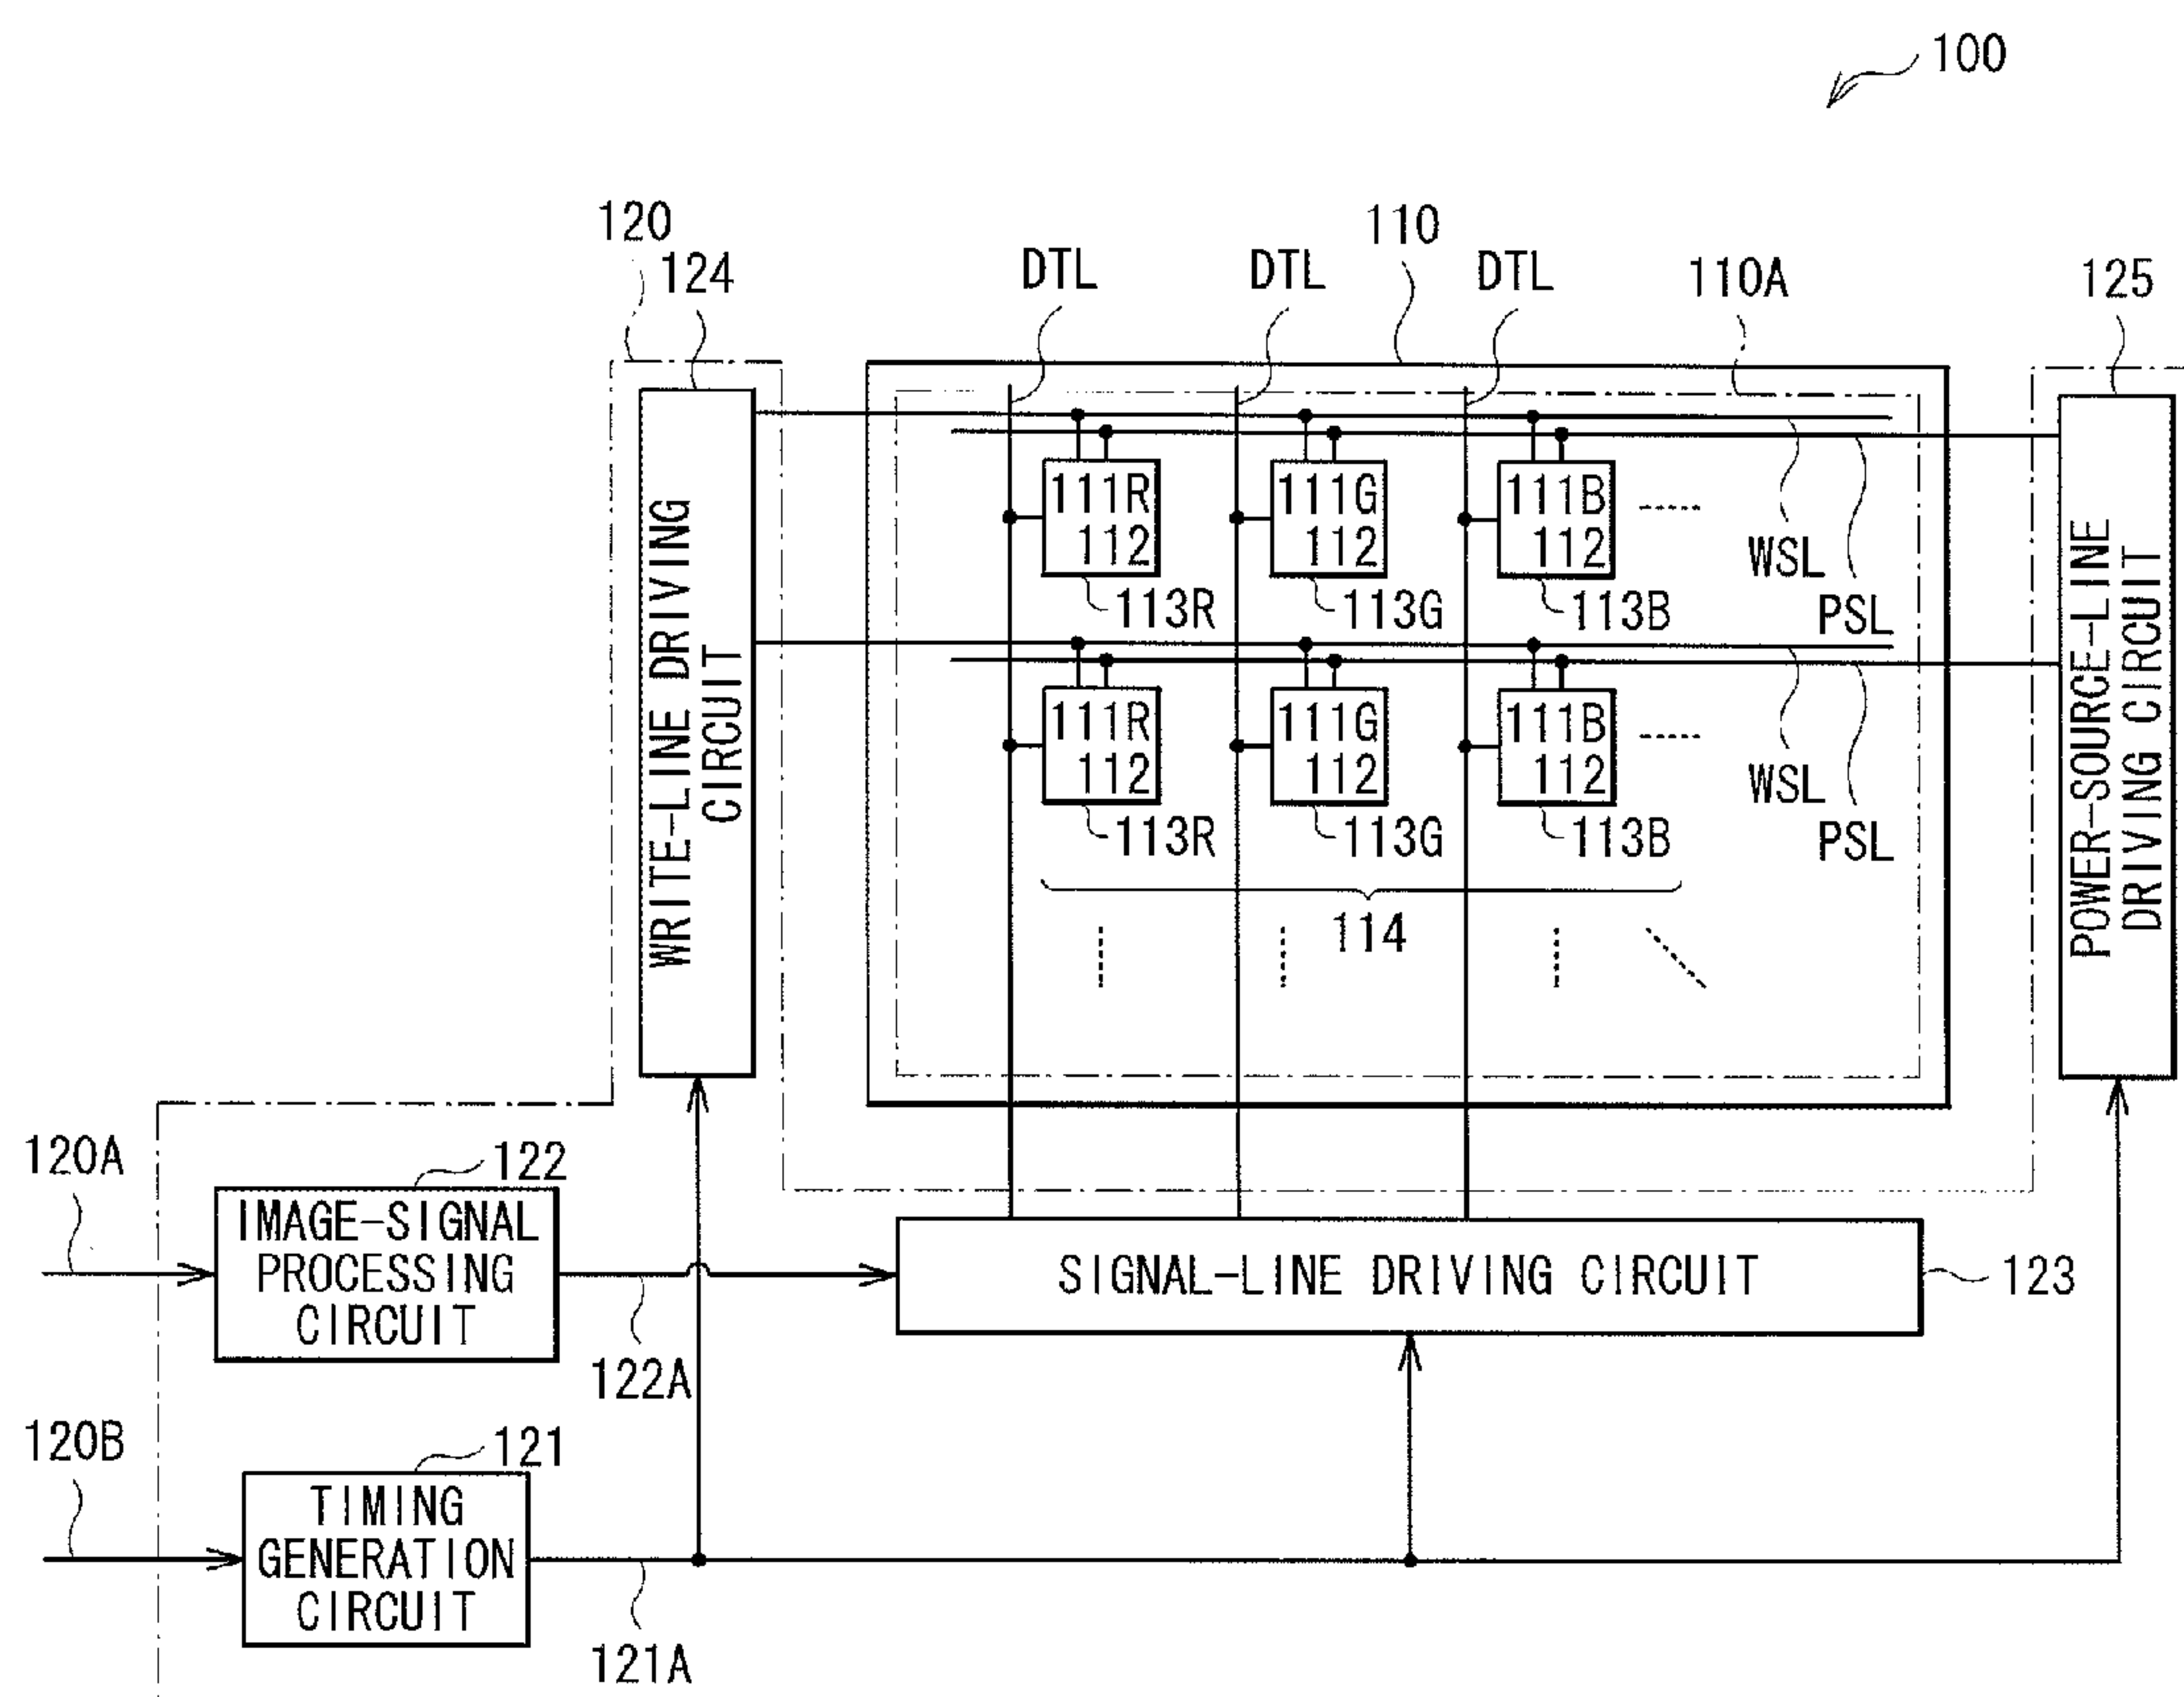 100
120
124
DTL
DTL
110
DTL
110A
125
WRITE-LINE DRIVING
CIRCUIT
111R
112
111G
112
111B
112
113R
113G
113B
WSL
PSL
111R
112
111G
112
111B
112
113R
113G
113B
WSL
PSL
114
POWER-SOURCE-LINE
DRIVING CIRCUIT
120A
122
IMAGE-SIGNAL
PROCESSING
CIRCUIT
122A
SIGNAL-LINE DRIVING CIRCUIT
123
120B
121
TIMING
GENERATION
CIRCUIT
121A